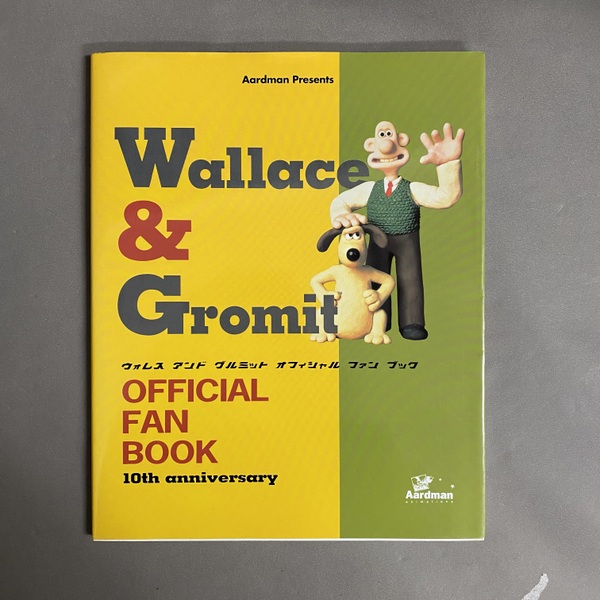 Aardman Presents
Wallace
&
Gromit
ウォレス アンド グルミット オフィシャル ファン ブック
OFFICIAL
FAN
BOOK
10th anniversary
Aardman
animations